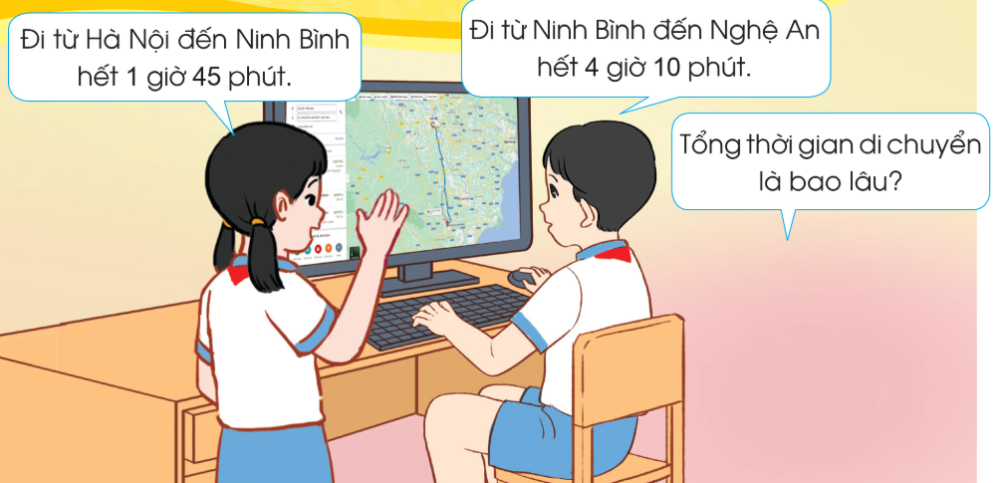 Đi từ Hà Nội đến Ninh Bình
hết 1 giờ 45 phút.
Đi từ Ninh Bình đến Nghệ An
hết 4 giờ 10 phút.
Tổng thời gian di chuyển
là bao lâu?